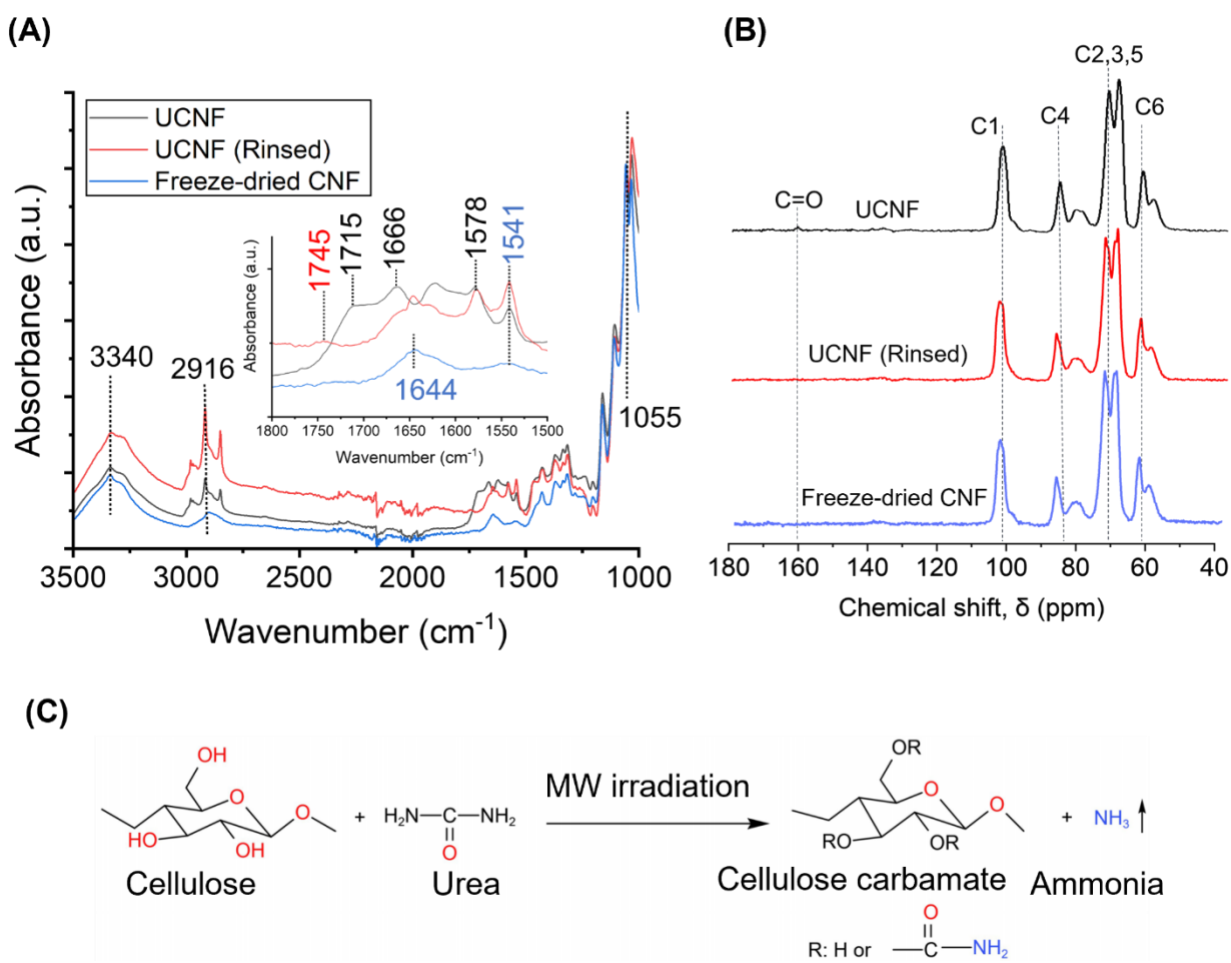 (A)
Absorbance (a.u.)
UCNF
UCNF (Rinsed)
Freeze-dried CNF
3340
2916
1055
Absorbance (a.u.)
1745
1715
1666
1578
1541
1644
1800 1750 1700 1650 1600 1550 1500
Wavenumber (cm⁻¹)
3500 3000 2500 2000 1500 1000
Wavenumber (cm⁻¹)
(B)
C=O
C1
C4
C2,3,5
C6
UCNF
UCNF (Rinsed)
Freeze-dried CNF
180 160 140 120 100 80 60 40
Chemical shift, δ (ppm)
(C)
OH
O
O
HO
OH
Cellulose
+
H₂N C NH₂
O
Urea
MW irradiation
OR
O
O
RO
OR
Cellulose carbamate
+ NH₃
Ammonia
R: H or
O
C NH₂